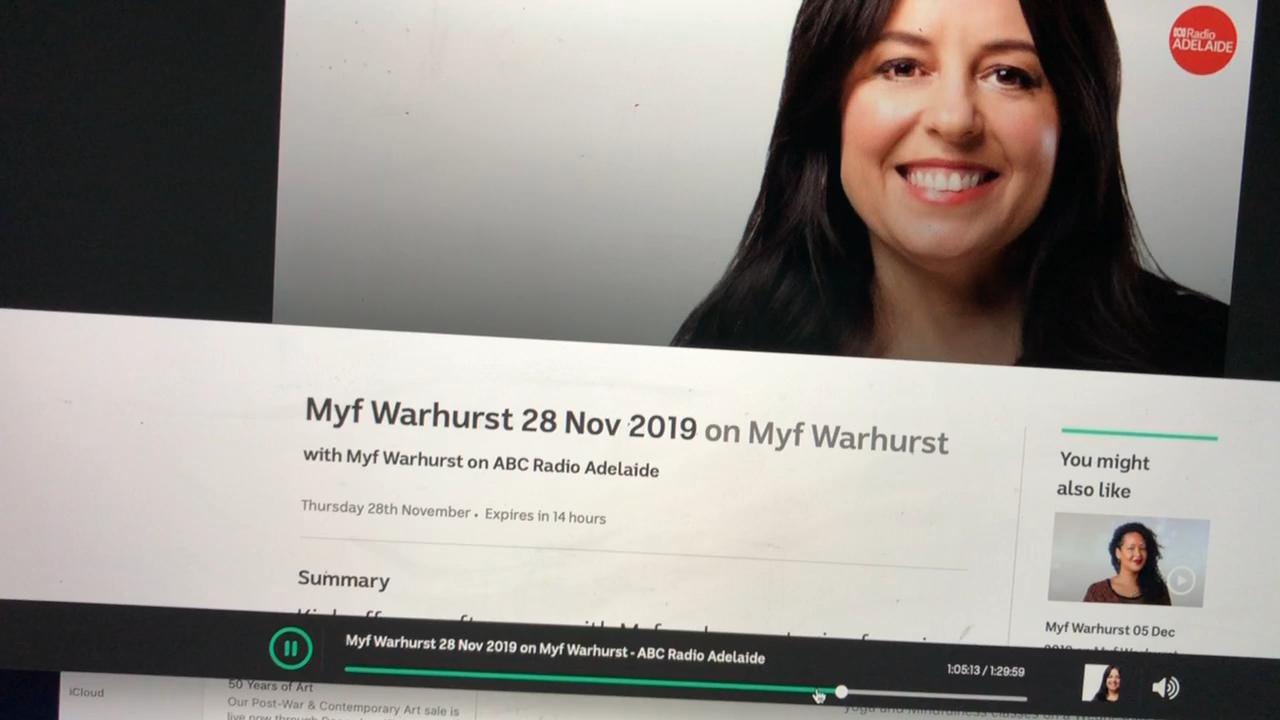 ABC Radio
ADELAIDE
Myf Warhurst 28 Nov 2019 on Myf Warhurst
with Myf Warhurst on ABC Radio Adelaide
Thursday 28th November • Expires in 14 hours
Summary
You might
also like
Myf Warhurst 05 Dec
Myf Warhurst 28 Nov 2019 on Myf Warhurst - ABC Radio Adelaide
1:05:13 / 1:29:59
iCloud
50 Years of Art
Our Post-War & Contemporary Art sale is